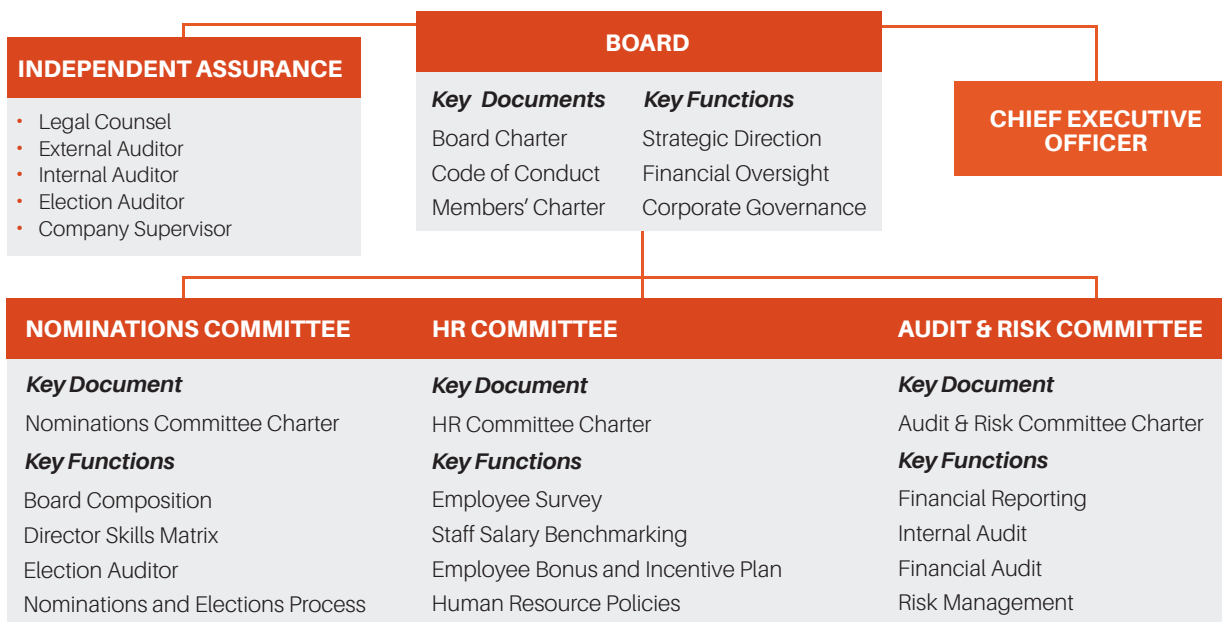 BOARD
INDEPENDENT ASSURANCE
• Legal Counsel
• External Auditor
• Internal Auditor
• Election Auditor
• Company Supervisor
Key Documents
Board Charter
Code of Conduct
Members’ Charter
Key Functions
Strategic Direction
Financial Oversight
Corporate Governance
CHIEF EXECUTIVE
OFFICER
NOMINATIONS COMMITTEE
Key Document
Nominations Committee Charter
Key Functions
Board Composition
Director Skills Matrix
Election Auditor
Nominations and Elections Process
HR COMMITTEE
Key Document
HR Committee Charter
Key Functions
Employee Survey
Staff Salary Benchmarking
Employee Bonus and Incentive Plan
Human Resource Policies
AUDIT & RISK COMMITTEE
Key Document
Audit & Risk Committee Charter
Key Functions
Financial Reporting
Internal Audit
Financial Audit
Risk Management